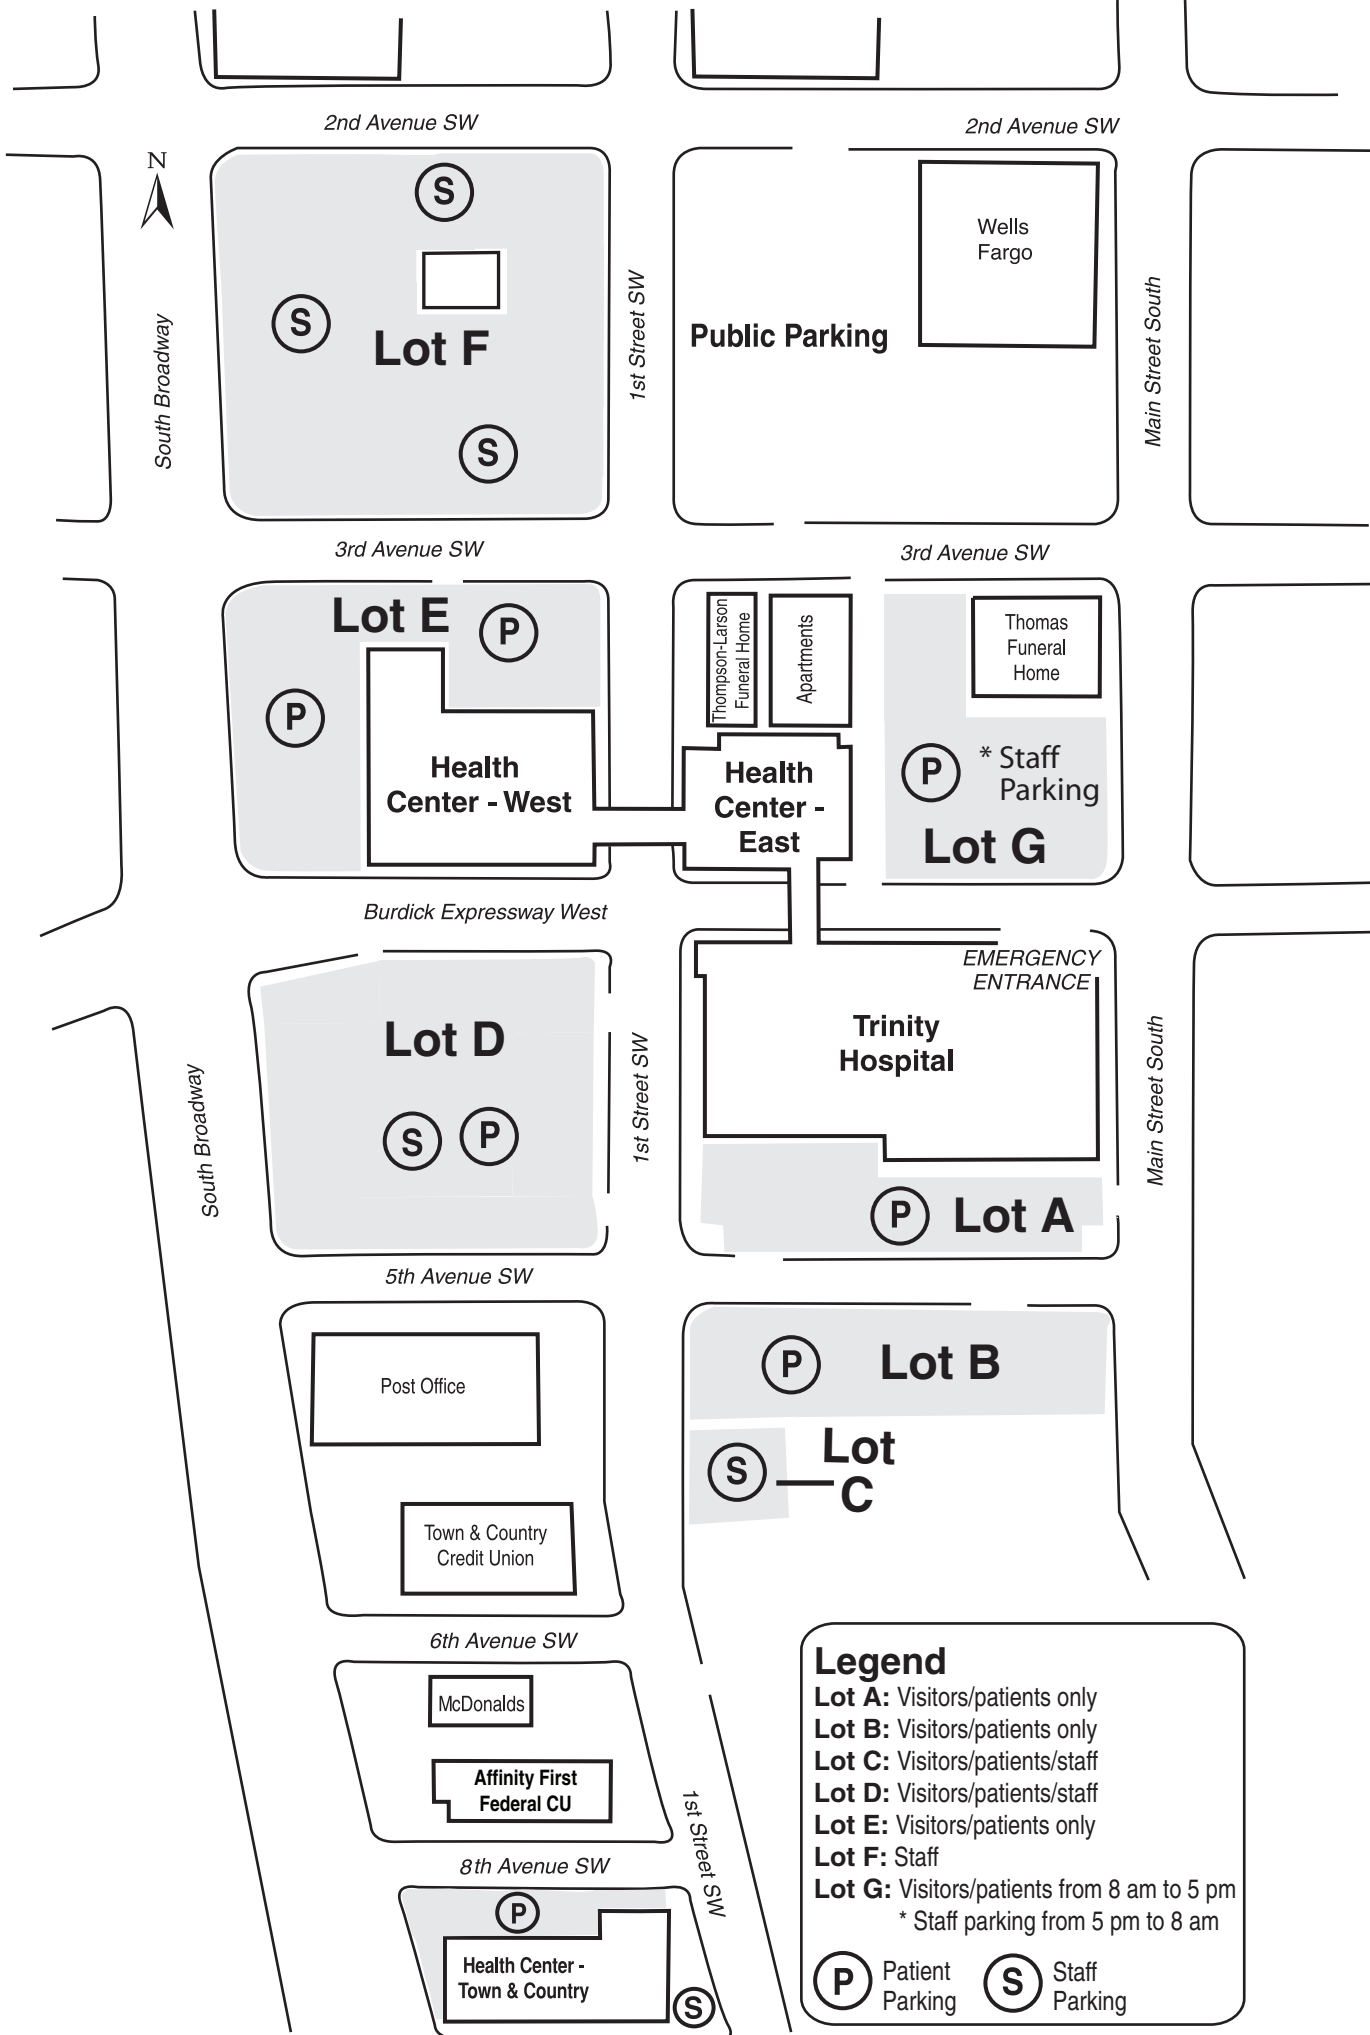 2nd Avenue SW
2nd Avenue SW
N
S
Wells
Fargo
S
Lot F
1st Street SW
Public Parking
South Broadway
Main Street South
S
3rd Avenue SW
3rd Avenue SW
Lot E
P
Thompson-Larson
Funeral Home
Apartments
Thomas
Funeral
Home
P
Health
Center - West
Health
Center -
East
P
* Staff
Parking
Lot G
Burdick Expressway West
EMERGENCY
ENTRANCE
Lot D
Trinity
Hospital
S
P
South Broadway
1st Street SW
Main Street South
P
Lot A
5th Avenue SW
P
Lot B
Post Office
S
Lot
C
Town & Country
Credit Union
6th Avenue SW
McDonalds
Affinity First
Federal CU
1st Street SW
8th Avenue SW
P
Health Center -
Town & Country
S
Legend
Lot A: Visitors/patients only
Lot B: Visitors/patients only
Lot C: Visitors/patients/staff
Lot D: Visitors/patients/staff
Lot E: Visitors/patients only
Lot F: Staff
Lot G: Visitors/patients from 8 am to 5 pm
* Staff parking from 5 pm to 8 am
P
Patient
Parking
S
Staff
Parking